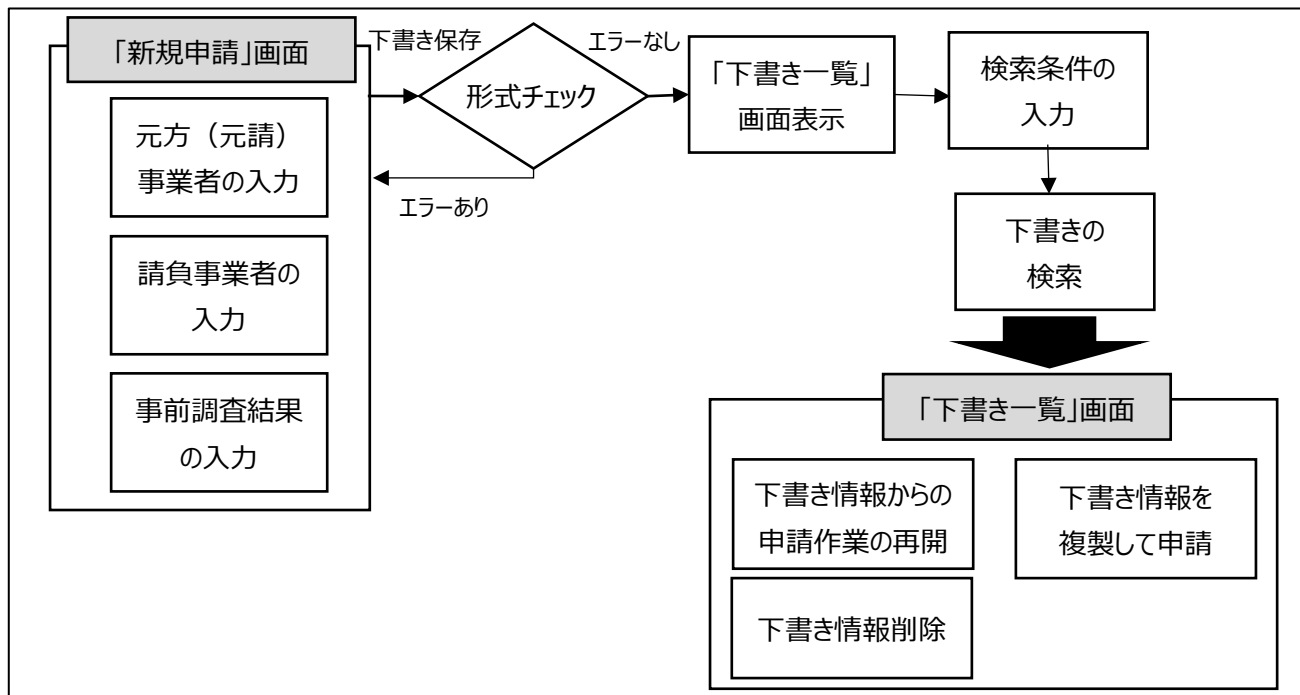 「新規申請」画面
元方（元請）
事業者の入力
請負事業者の
入力
事前調査結果
の入力
下書き保存
形式チェック
エラーなし
エラーあり
「下書き一覧」
画面表示
検索条件の
入力
下書きの
検索
「下書き一覧」画面
下書き情報からの
申請作業の再開
下書き情報を
複製して申請
下書き情報削除